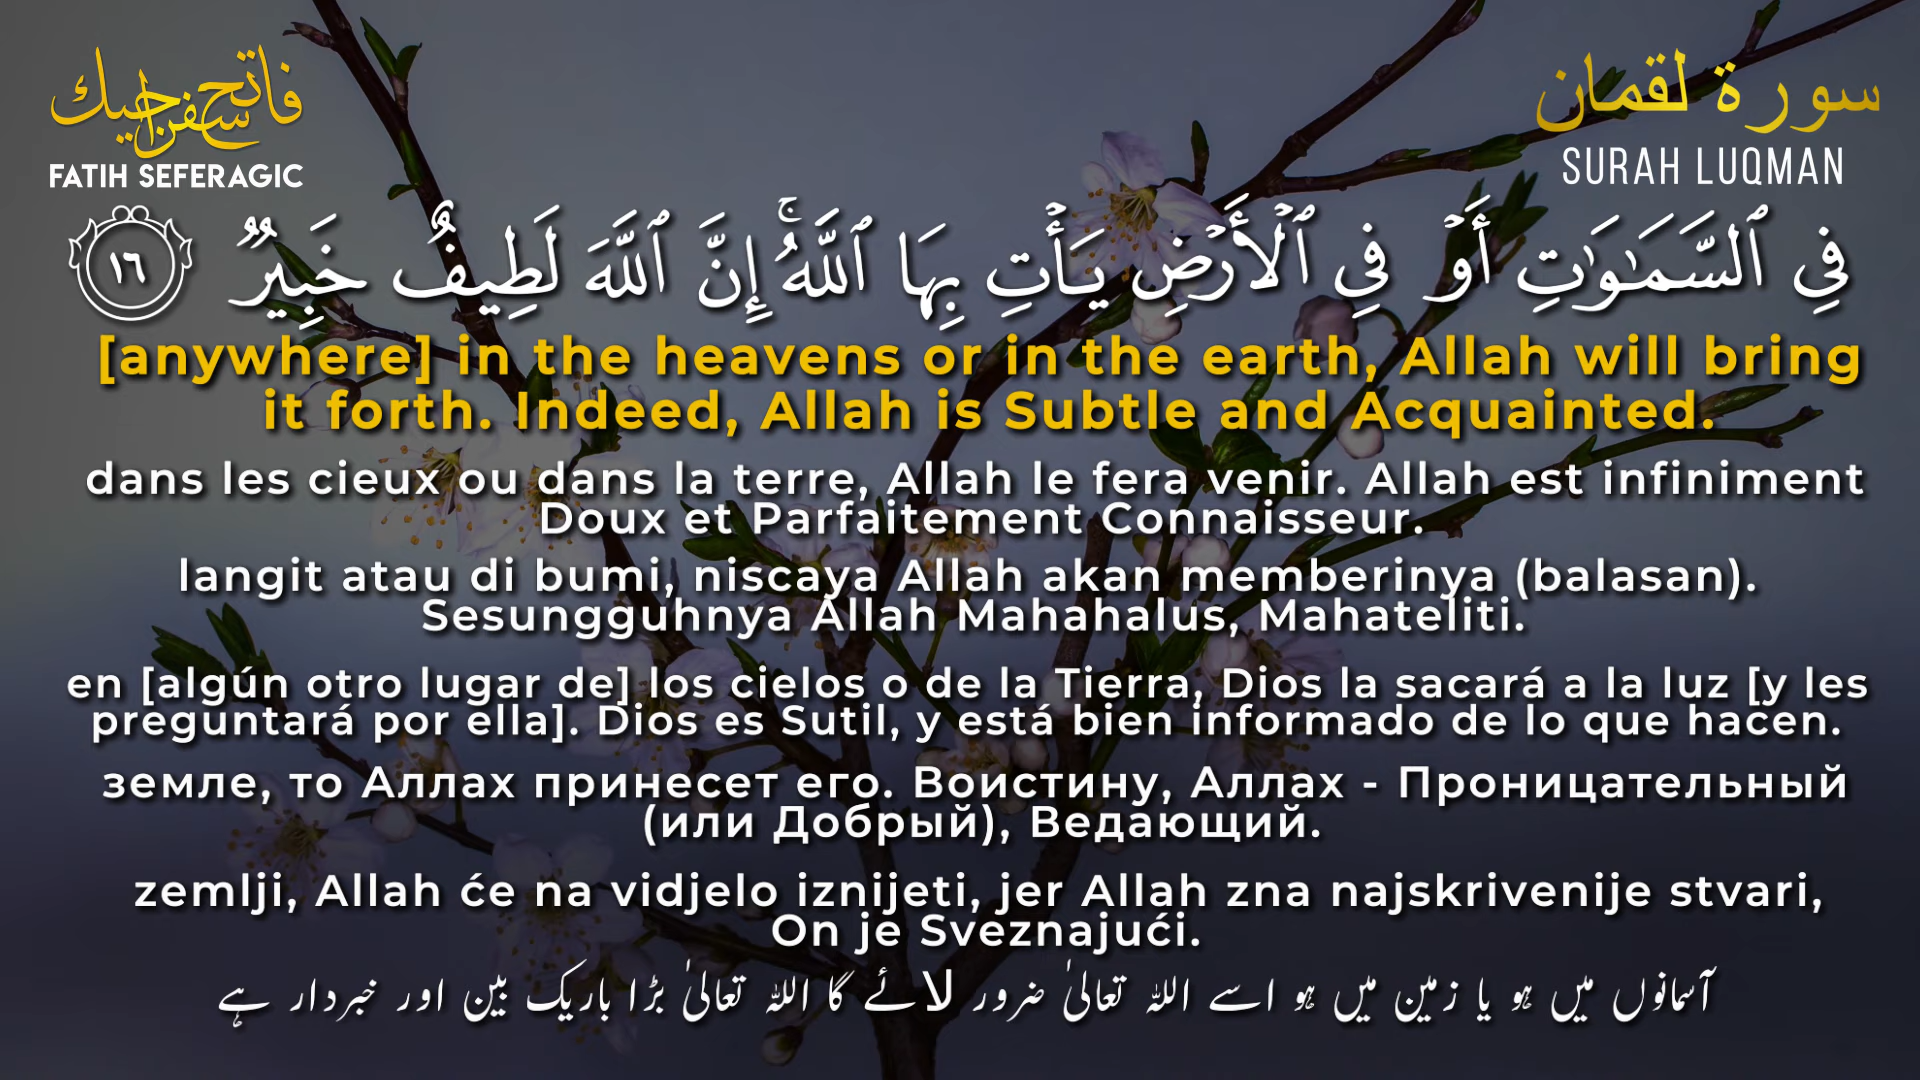 فاتح سفراجيك
FATIH SEFERAGIC
سورة لقمان
SURAH LUQMAN
فِي ٱلسَّمَـٰوَٰتِ أَوۡ فِي ٱلۡأَرۡضِ يَأۡتِ بِهَا ٱللَّهُۚ إِنَّ ٱللَّهَ لَطِيفٌ خَبِيرٌ ١٦
[anywhere] in the heavens or in the earth, Allah will bring
it forth. Indeed, Allah is Subtle and Acquainted.
dans les cieux ou dans la terre, Allah le fera venir. Allah est infiniment
Doux et Parfaitement Connaisseur.
langit atau di bumi, niscaya Allah akan memberinya (balasan).
Sesungguhnya Allah Mahahalus, Mahateliti.
en [algún otro lugar de] los cielos o de la Tierra, Dios la sacará a la luz [y les
preguntará por ella]. Dios es Sutil, y está bien informado de lo que hacen.
земле, то Аллах принесет его. Воистину, Аллах - Проницательный
(или Добрый), Ведающий.
zemlji, Allah će na vidjelo iznijeti, jer Allah zna najskrivenije stvari,
On je Sveznajući.
آسمانوں میں ہو یا زمین میں ہو اسے اللہ تعالیٰ ضرور لائے گا اللہ تعالیٰ بڑا باریک بین اور خبردار ہے